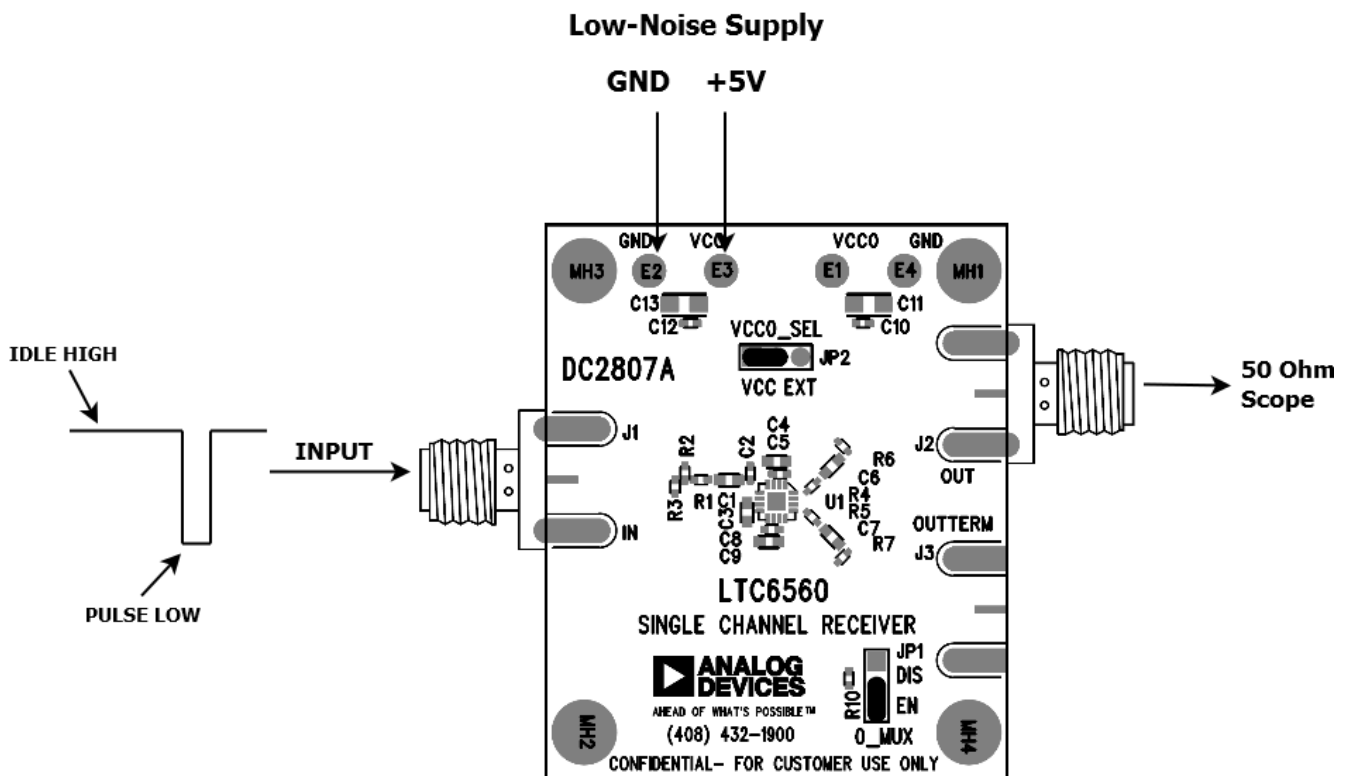 Low-Noise Supply
GND +5V
GND VCC VCCO GND
MH3 E2 E3 E1 E4 MH1
C13 C11
C12 C10
VCCO_SEL
JP2
VCC EXT
DC2807A
IDLE HIGH
INPUT
PULSE LOW
J1
IN
R2
R3
R1
C2
C1
C3
C8
C9
C4
C5
U1
R6
C6
R4
R5
C7
R7
J2
OUT
50 Ohm
Scope
OUTTERM
J3
LTC6560
SINGLE CHANNEL RECEIVER
ANALOG
DEVICES
AHEAD OF WHAT'S POSSIBLE™
(408) 432-1900
JP1
DIS
EN
R10
O_MUX
MH2 MH4
CONFIDENTIAL- FOR CUSTOMER USE ONLY